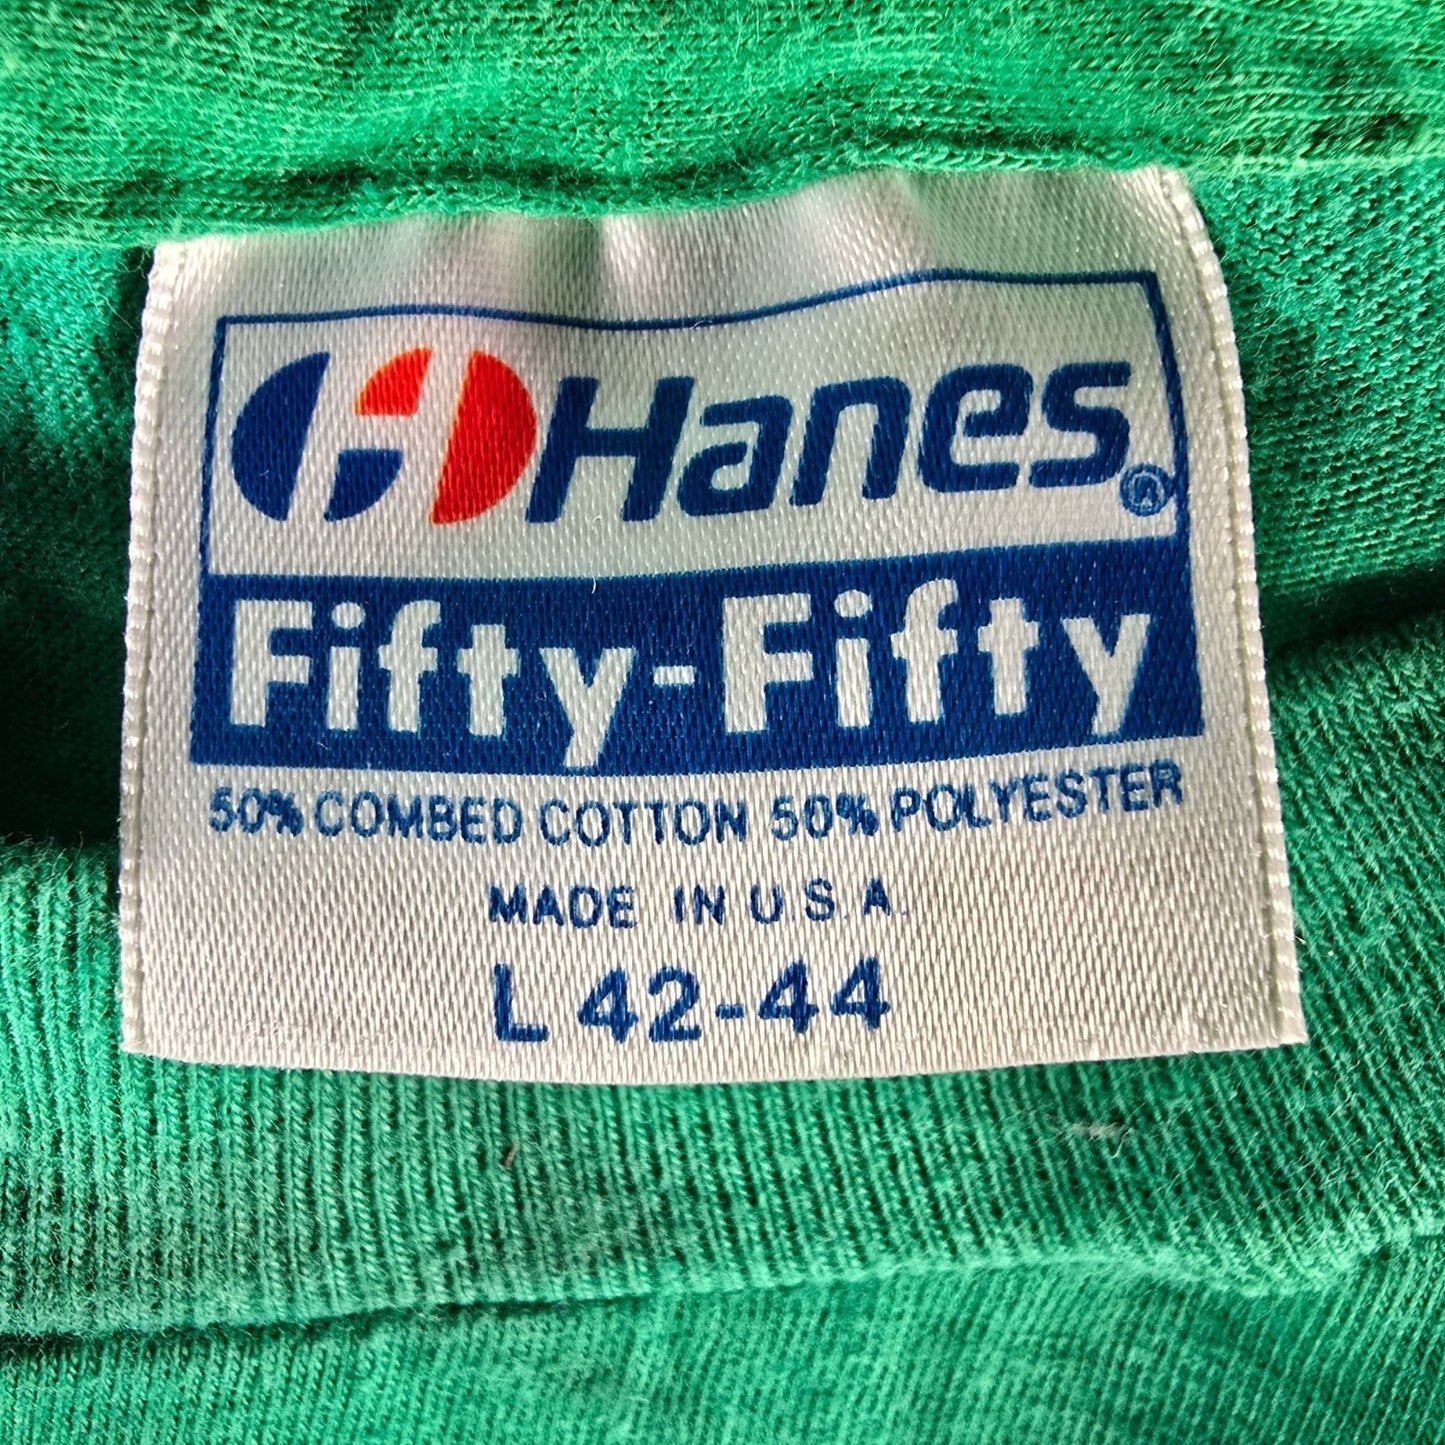 Hanes®
Fifty-Fifty
50% COMBED COTTON 50% POLYESTER
MADE IN U.S.A.
L 42-44